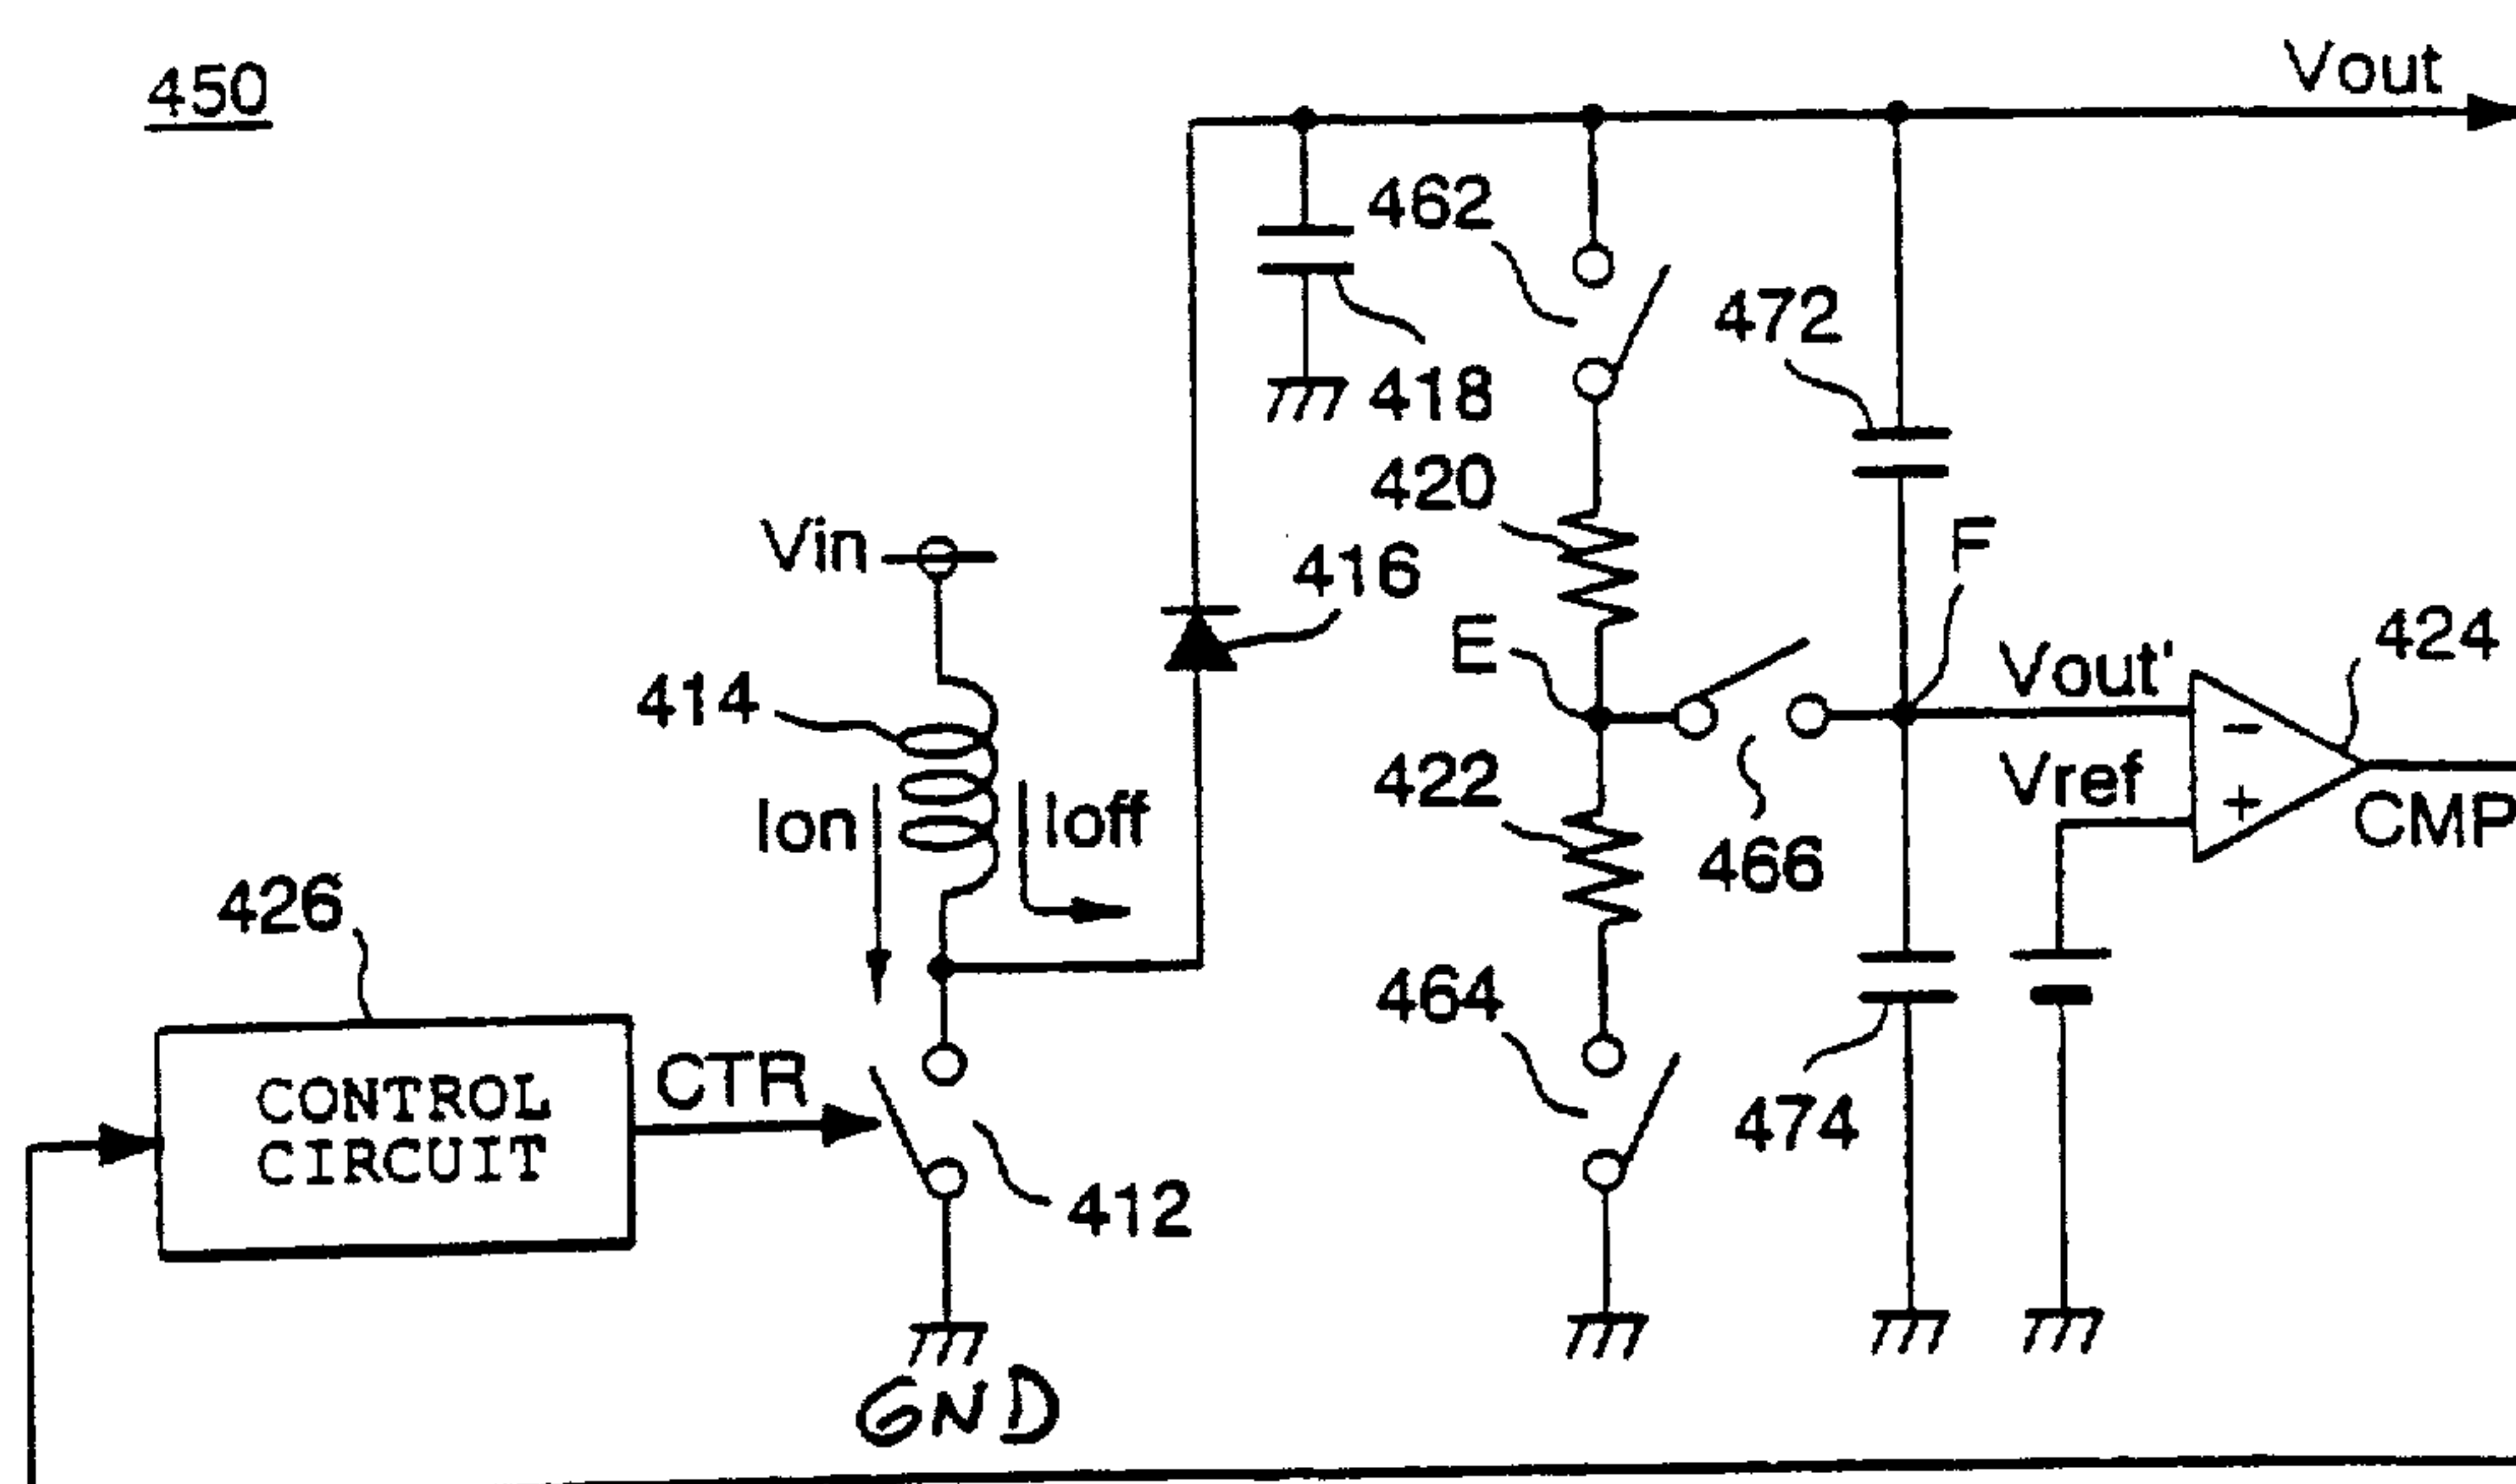 450
Vout
462
472
418
420
Vin
416
F
E
424
414
Vout'
422
Vref
-
Ion
Ioff
+
466
CMP
426
464
CTR
CONTROL
CIRCUIT
474
412
GND